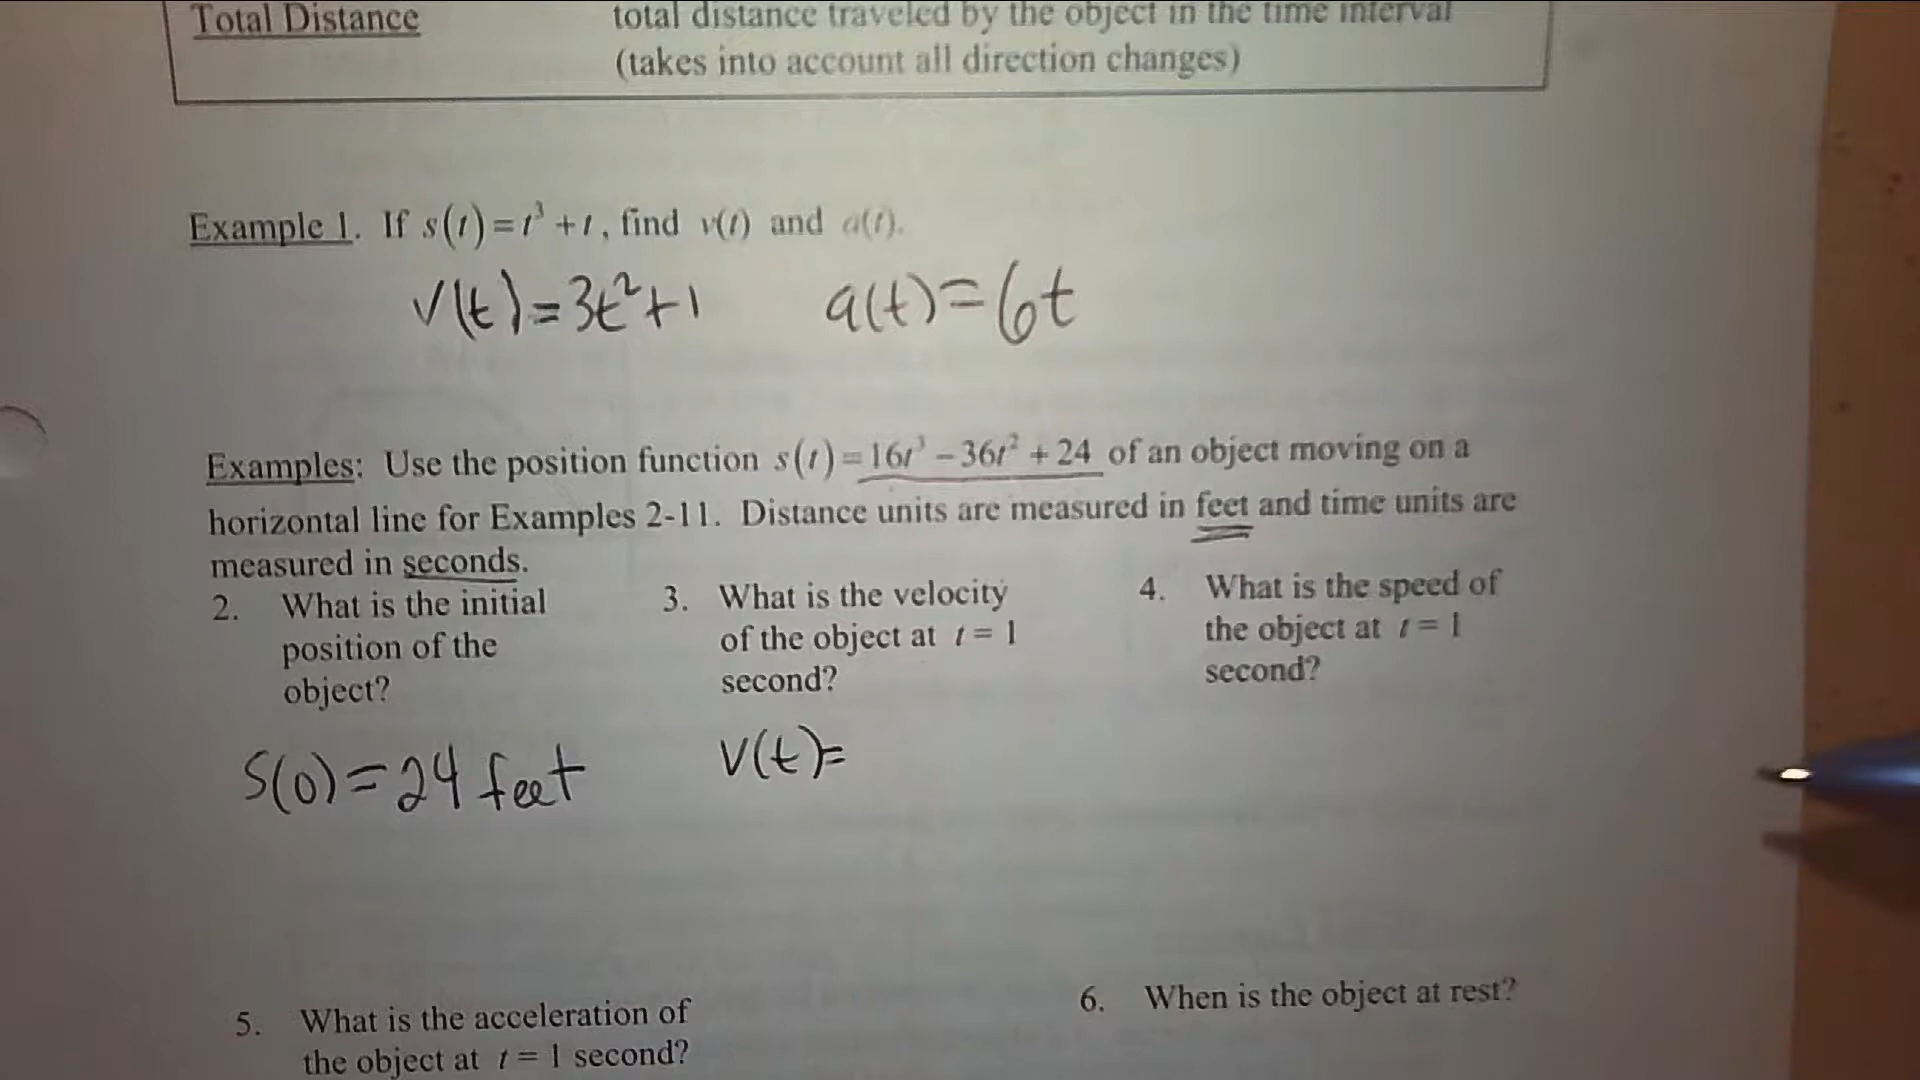 Total Distance total distance traveled by the object in the time interval
(takes into account all direction changes)
Example 1. If s(t) = t³ + t, find v(t) and a(t).
v(t) = 3t² + 1 a(t) = 6t
Examples: Use the position function s(t) = 16t³ − 36t² + 24 of an object moving on a
horizontal line for Examples 2-11. Distance units are measured in feet and time units are
measured in seconds.
2. What is the initial
position of the
object?
S(0) = 24 feet
3. What is the velocity
of the object at t = 1
second?
v(t) =
4. What is the speed of
the object at t = 1
second?
5. What is the acceleration of
the object at t = 1 second?
6. When is the object at rest?